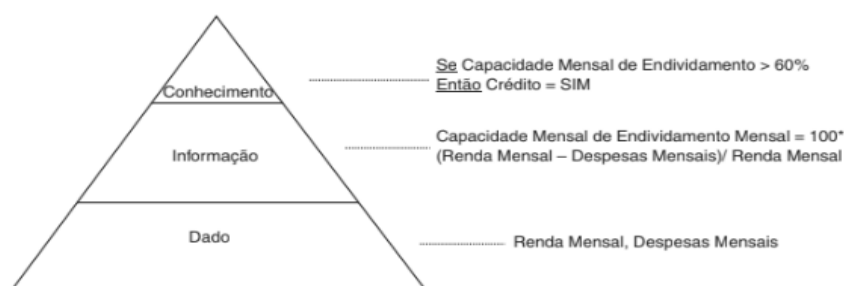 Se Capacidade Mensal de Endividamento > 60%
Então Crédito = SIM
Conhecimento
Capacidade Mensal de Endividamento Mensal = 100*
(Renda Mensal – Despesas Mensais)/ Renda Mensal
Informação
Dado
Renda Mensal, Despesas Mensais